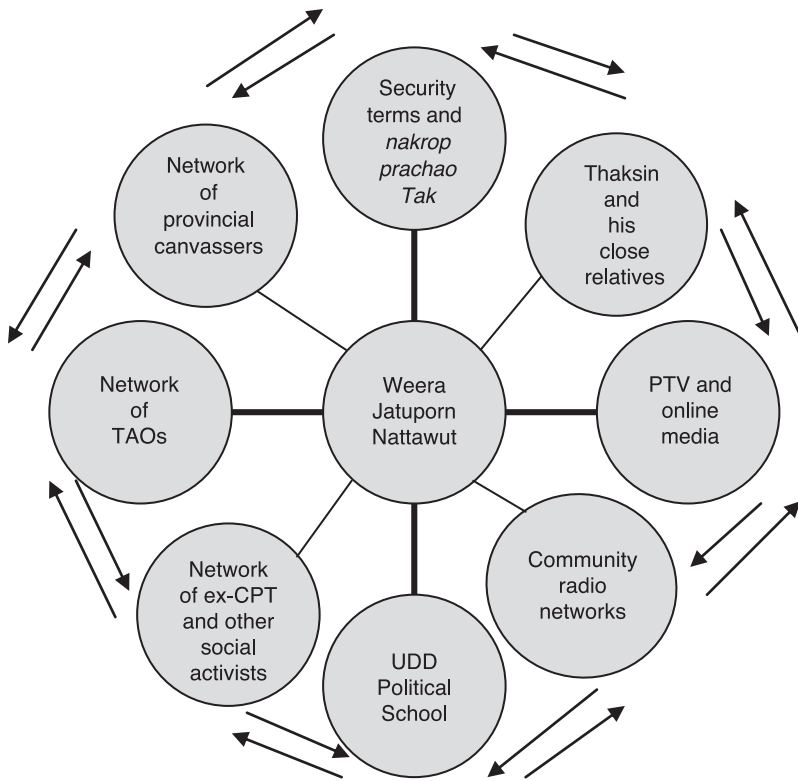 Security
terms and
nakrop
prachao
Tak
Network
of
provincial
canvassers
Thaksin
and
his
close
relatives
Network
of
TAOs
Weera
Jatuporn
Nattawut
PTV and
online
media
Network
of ex-CPT
and other
social
activists
Community
radio
networks
UDD
Political
School